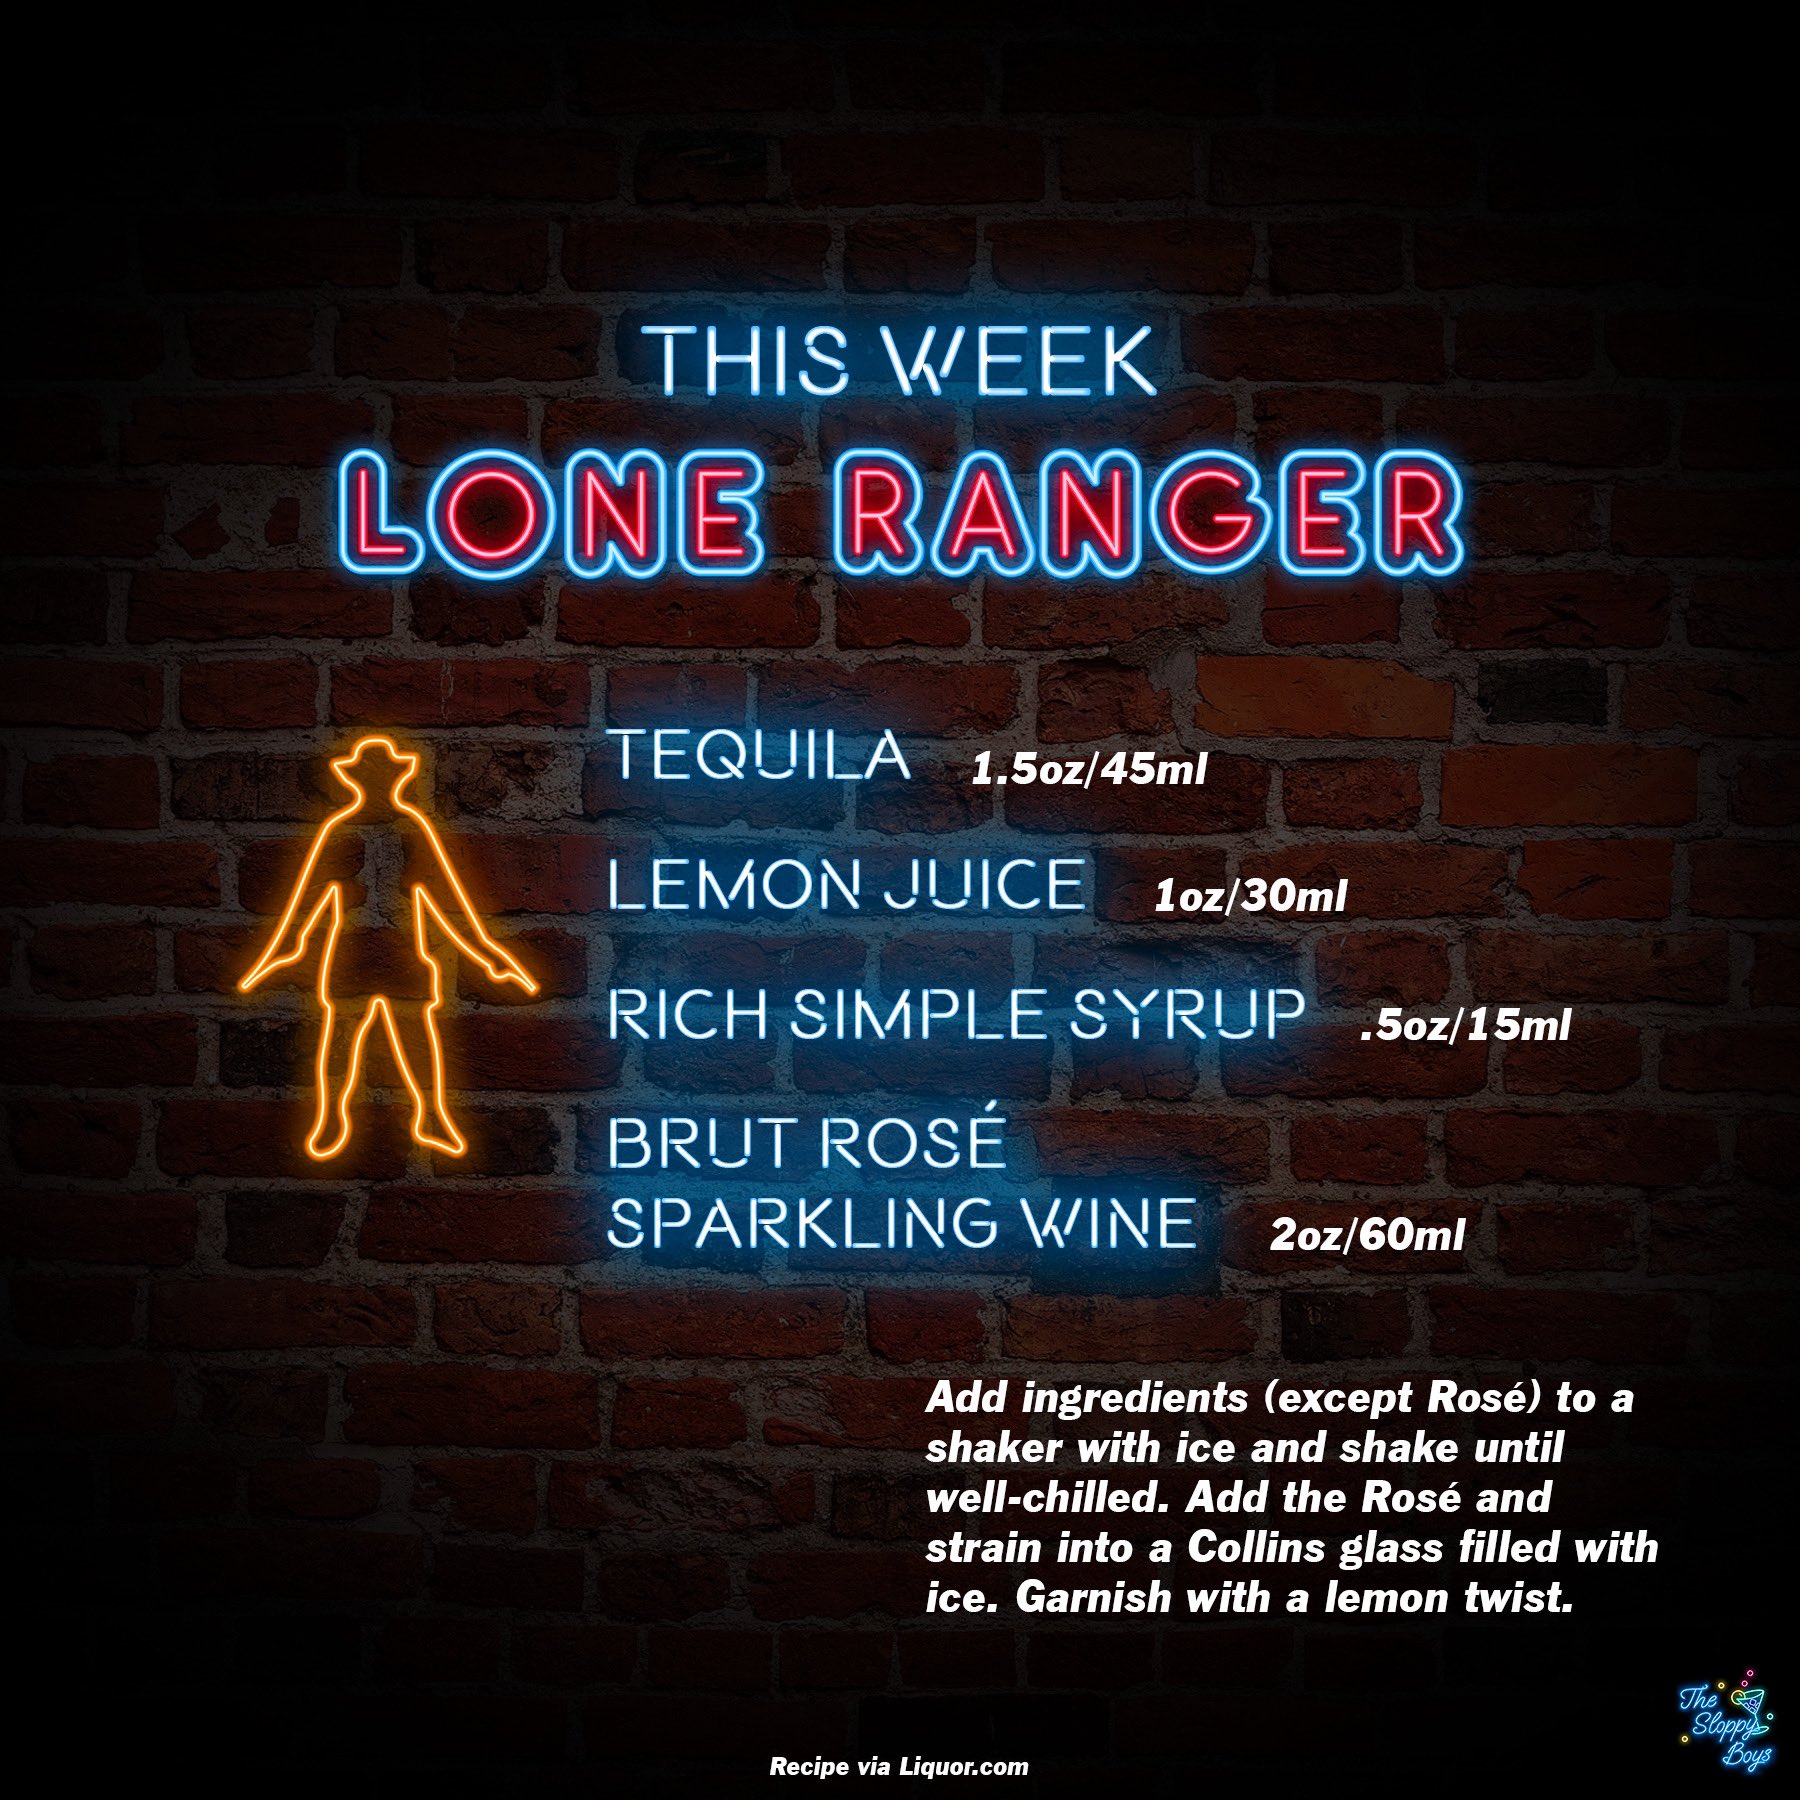 THIS WEEK
LONE RANGER
TEQUILA 1.5oz/45ml
LEMON JUICE 1oz/30ml
RICH SIMPLE SYRUP .5oz/15ml
BRUT ROSÉ
SPARKLING WINE 2oz/60ml
Add ingredients (except Rosé) to a
shaker with ice and shake until
well-chilled. Add the Rosé and
strain into a Collins glass filled with
ice. Garnish with a lemon twist.
The
Sloppy
Boys
Recipe via Liquor.com